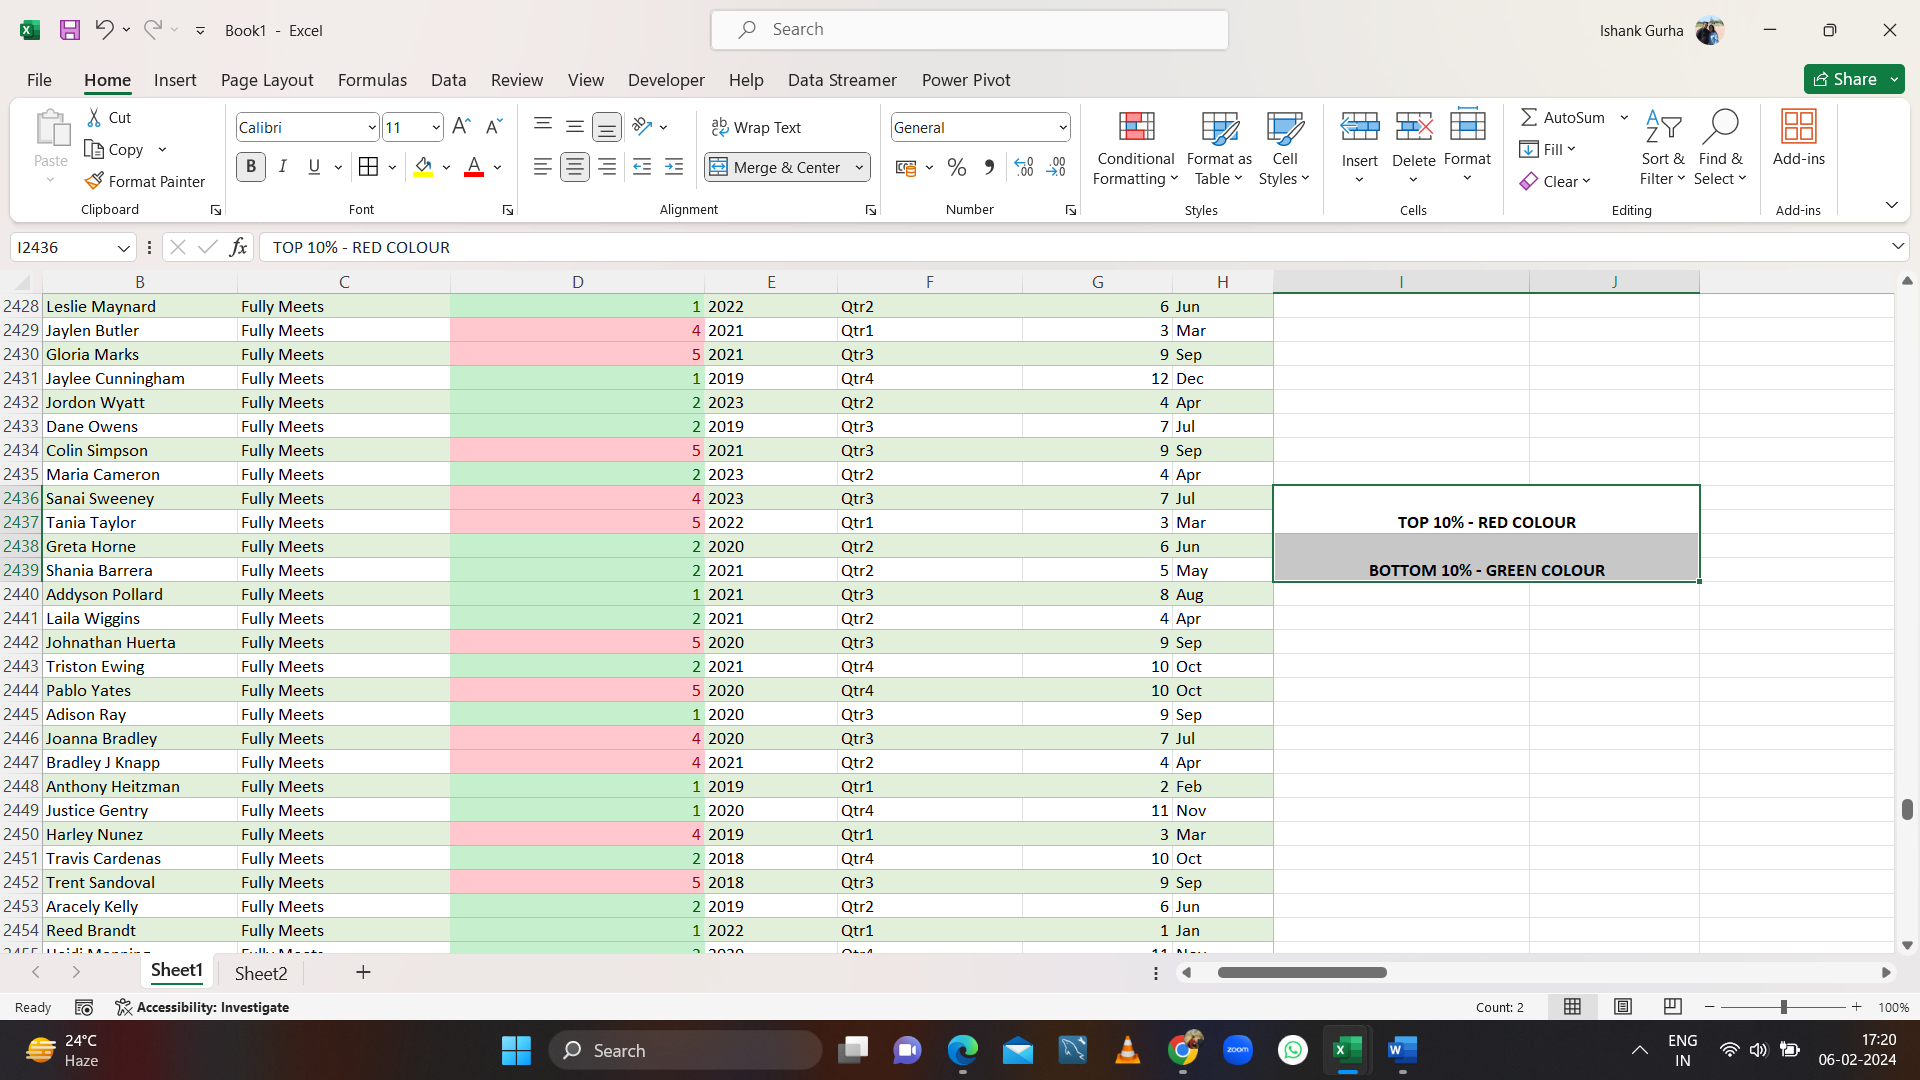 Book1 - Excel
Search
Ishank Gurha
File Home Insert Page Layout Formulas Data Review View Developer Help Data Streamer Power Pivot
Share
Paste
Cut
Copy
Format Painter
Clipboard
Calibri 11
B I U
Font
Wrap Text
Merge & Center
Alignment
General
Number
Conditional Formatting
Format as Table
Cell Styles
Styles
Insert Delete Format
Cells
AutoSum
Fill
Clear
Sort & Filter
Find & Select
Editing
Add-ins
Add-ins
I2436 fx TOP 10% - RED COLOUR
B C D E F G H I J
2428 Leslie Maynard Fully Meets 1 2022 Qtr2 6 Jun
2429 Jaylen Butler Fully Meets 4 2021 Qtr1 3 Mar
2430 Gloria Marks Fully Meets 5 2021 Qtr3 9 Sep
2431 Jaylee Cunningham Fully Meets 1 2019 Qtr4 12 Dec
2432 Jordon Wyatt Fully Meets 2 2023 Qtr2 4 Apr
2433 Dane Owens Fully Meets 2 2019 Qtr3 7 Jul
2434 Colin Simpson Fully Meets 5 2021 Qtr3 9 Sep
2435 Maria Cameron Fully Meets 2 2023 Qtr2 4 Apr
2436 Sanai Sweeney Fully Meets 4 2023 Qtr3 7 Jul
2437 Tania Taylor Fully Meets 5 2022 Qtr1 3 Mar TOP 10% - RED COLOUR
2438 Greta Horne Fully Meets 2 2020 Qtr2 6 Jun
2439 Shania Barrera Fully Meets 2 2021 Qtr2 5 May BOTTOM 10% - GREEN COLOUR
2440 Addyson Pollard Fully Meets 1 2021 Qtr3 8 Aug
2441 Laila Wiggins Fully Meets 2 2021 Qtr2 4 Apr
2442 Johnathan Huerta Fully Meets 5 2020 Qtr3 9 Sep
2443 Triston Ewing Fully Meets 2 2021 Qtr4 10 Oct
2444 Pablo Yates Fully Meets 5 2020 Qtr4 10 Oct
2445 Adison Ray Fully Meets 1 2020 Qtr3 9 Sep
2446 Joanna Bradley Fully Meets 4 2020 Qtr3 7 Jul
2447 Bradley J Knapp Fully Meets 4 2021 Qtr2 4 Apr
2448 Anthony Heitzman Fully Meets 1 2019 Qtr1 2 Feb
2449 Justice Gentry Fully Meets 1 2020 Qtr4 11 Nov
2450 Harley Nunez Fully Meets 4 2019 Qtr1 3 Mar
2451 Travis Cardenas Fully Meets 2 2018 Qtr4 10 Oct
2452 Trent Sandoval Fully Meets 5 2018 Qtr3 9 Sep
2453 Aracely Kelly Fully Meets 2 2019 Qtr2 6 Jun
2454 Reed Brandt Fully Meets 1 2022 Qtr1 1 Jan
Sheet1 Sheet2
Ready Accessibility: Investigate Count: 2 100%
24°C
Haze
Search
zoom
ENG
IN
17:20
06-02-2024